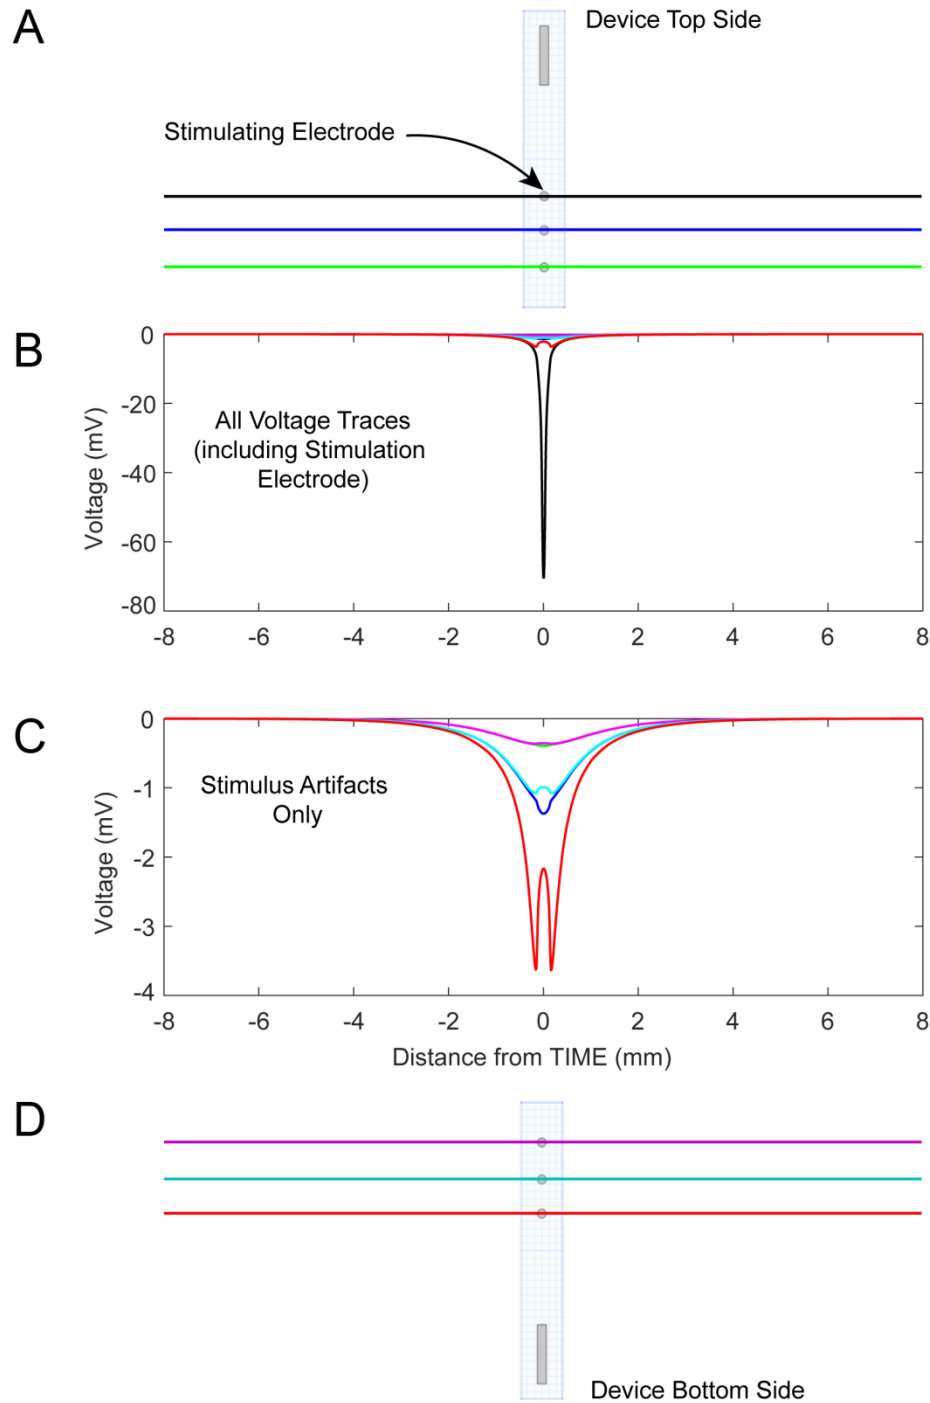 A
Device Top Side
Stimulating Electrode
B
0
-20
-40
-60
-80
Voltage (mV)
All Voltage Traces
(including Stimulation
Electrode)
-8 -6 -4 -2 0 2 4 6 8
C
0
-1
-2
-3
-4
Voltage (mV)
Stimulus Artifacts
Only
-8 -6 -4 -2 0 2 4 6 8
Distance from TIME (mm)
D
Device Bottom Side